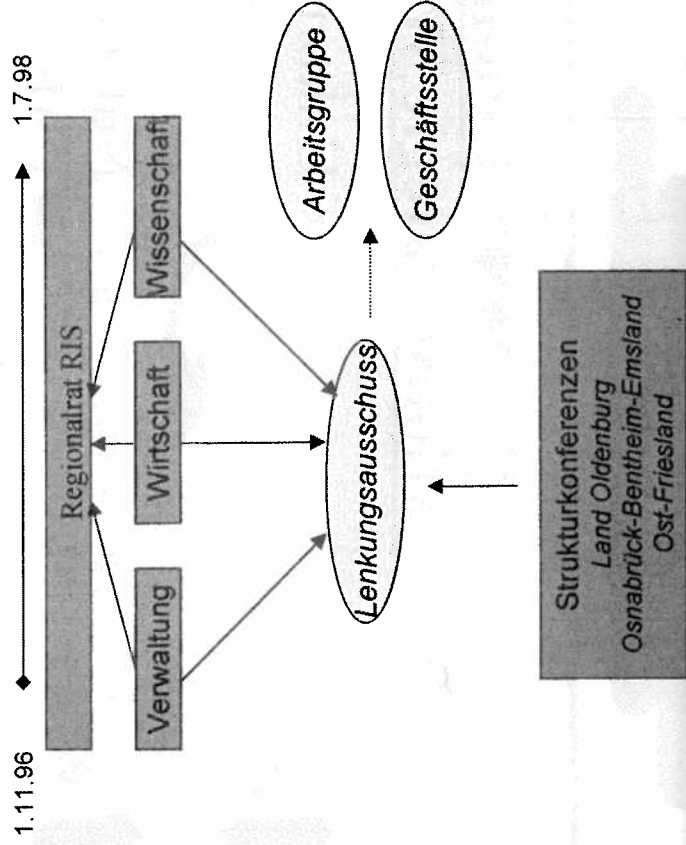 1.11.96
1.7.98
Regionalrat RIS
Verwaltung
Wirtschaft
Wissenschaft
Lenkungsausschuss
Arbeitsgruppe
Geschäftsstelle
Strukturkonferenzen
Land Oldenburg
Osnabrück-Bentheim-Emsland
Ost-Friesland